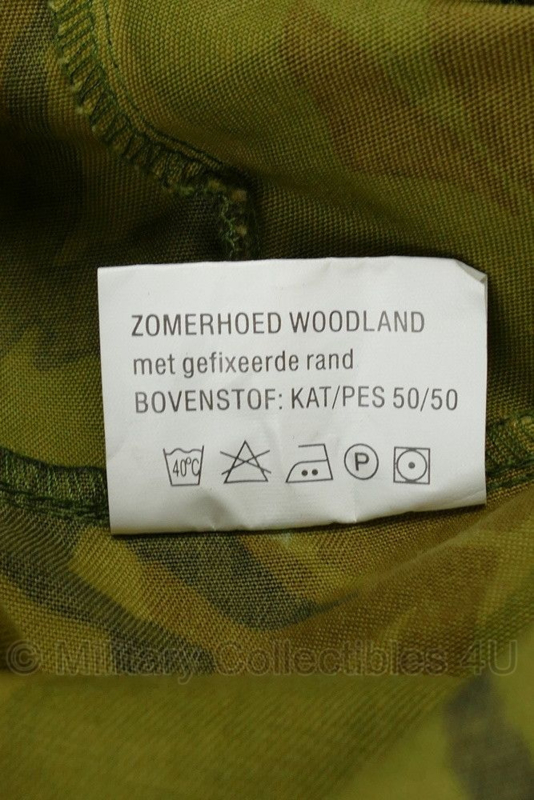 ZOMERHOED WOODLAND
met gefixeerde rand
BOVENSTOF: KAT/PES 50/50
40°C P
© Military Collectibles 4U